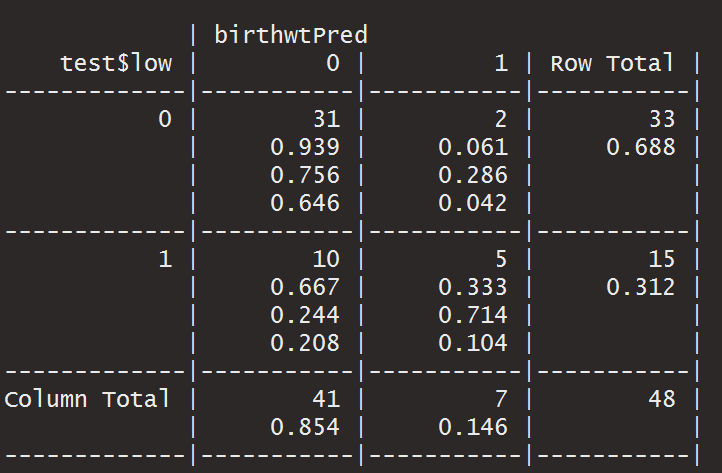 | birthwtPred
    test$low |         0 |         1 | Row Total |
-------------|-----------|-----------|-----------|
           0 |        31 |         2 |        33 |
             |     0.939 |     0.061 |     0.688 |
             |     0.756 |     0.286 |           |
             |     0.646 |     0.042 |           |
-------------|-----------|-----------|-----------|
           1 |        10 |         5 |        15 |
             |     0.667 |     0.333 |     0.312 |
             |     0.244 |     0.714 |           |
             |     0.208 |     0.104 |           |
-------------|-----------|-----------|-----------|
Column Total |        41 |         7 |        48 |
             |     0.854 |     0.146 |           |
-------------|-----------|-----------|-----------|